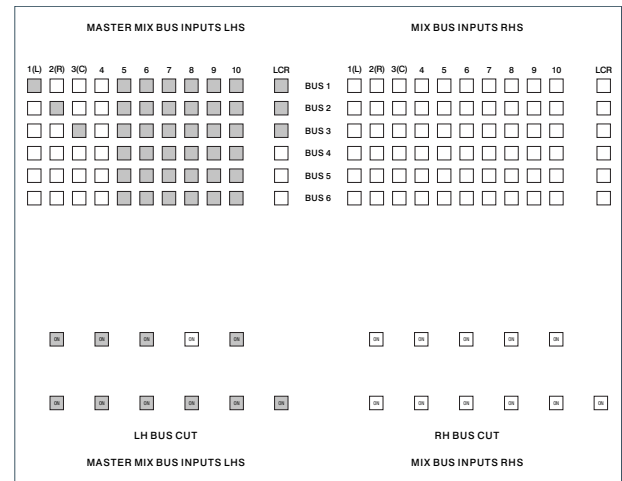 MASTER MIX BUS INPUTS LHS MIX BUS INPUTS RHS
1(L) 2(R) 3(C) 4 5 6 7 8 9 10 LCR 1(L) 2(R) 3(C) 4 5 6 7 8 9 10 LCR
BUS 1
BUS 2
BUS 3
BUS 4
BUS 5
BUS 6
ON ON ON ON ON ON ON ON ON ON
ON ON ON ON ON ON ON ON ON ON ON ON
LH BUS CUT RH BUS CUT
MASTER MIX BUS INPUTS LHS MIX BUS INPUTS RHS